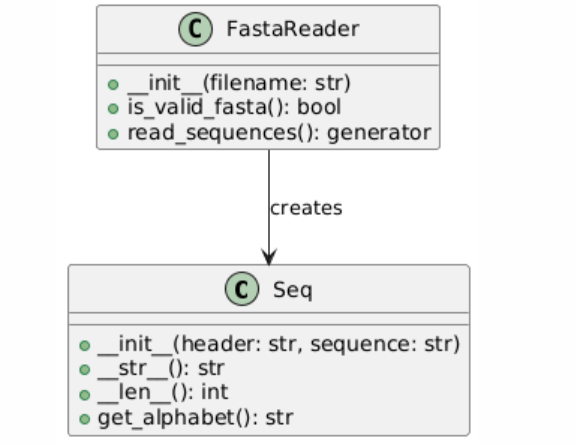 C FastaReader
__init__(filename: str)
is_valid_fasta(): bool
read_sequences(): generator
creates
C Seq
__init__(header: str, sequence: str)
__str__(): str
__len__(): int
get_alphabet(): str